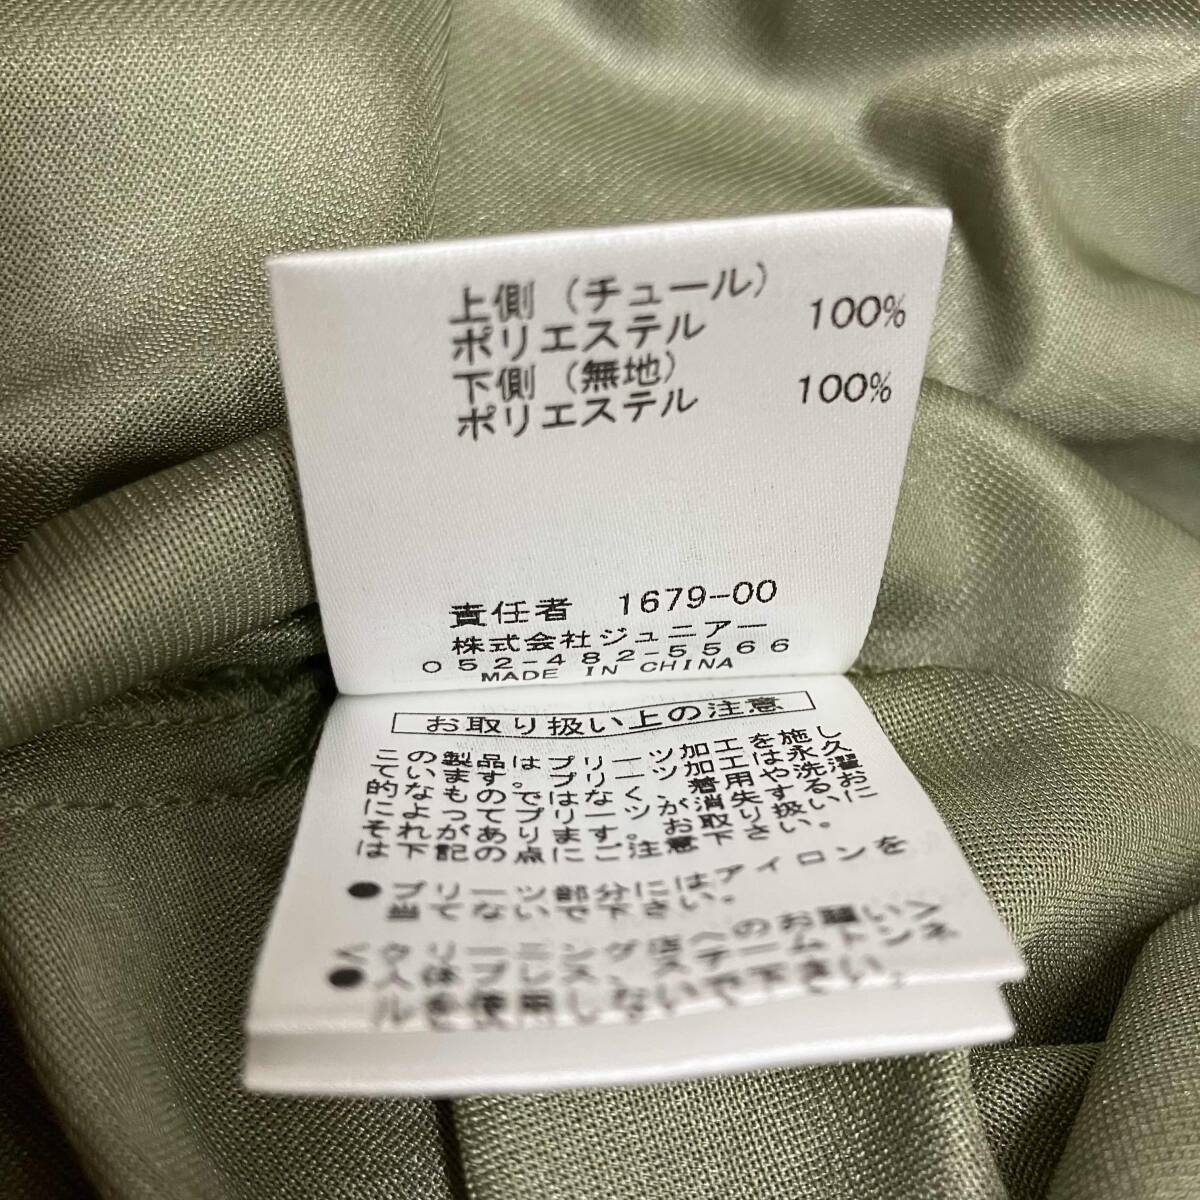 上側（チュール）
ポリエステル 100%
下側（無地）
ポリエステル 100%
責任者 1679-00
株式会社ジュニアー
052-482-5566
MADE IN CHINA
お取り扱い上の注意
この製品はプリーツ加工を施し
ています。プリーツ加工は永久
的なものではなく、着用や洗濯
によってプリーツが消失するお
それがあります。お取り扱いに
は下記の点にご注意下さい。
●プリーツ部分にはアイロンを
当てないで下さい。
<クリーニング店へのお願い>
●人体プレス、スチームトンネ
ルを使用しないで下さい。